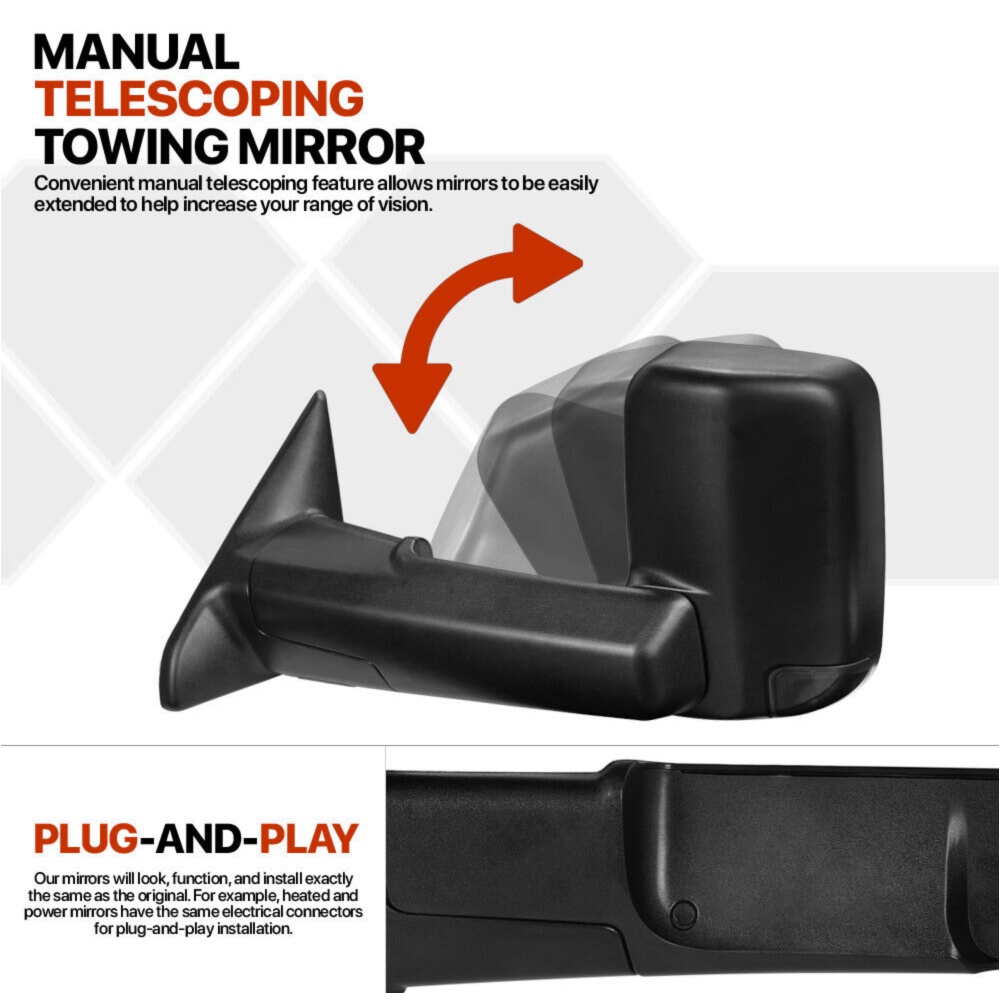 MANUAL
TELESCOPING
TOWING MIRROR
Convenient manual telescoping feature allows mirrors to be easily
extended to help increase your range of vision.
PLUG-AND-PLAY
Our mirrors will look, function, and install exactly
the same as the original. For example, heated and
power mirrors have the same electrical connectors
for plug-and-play installation.